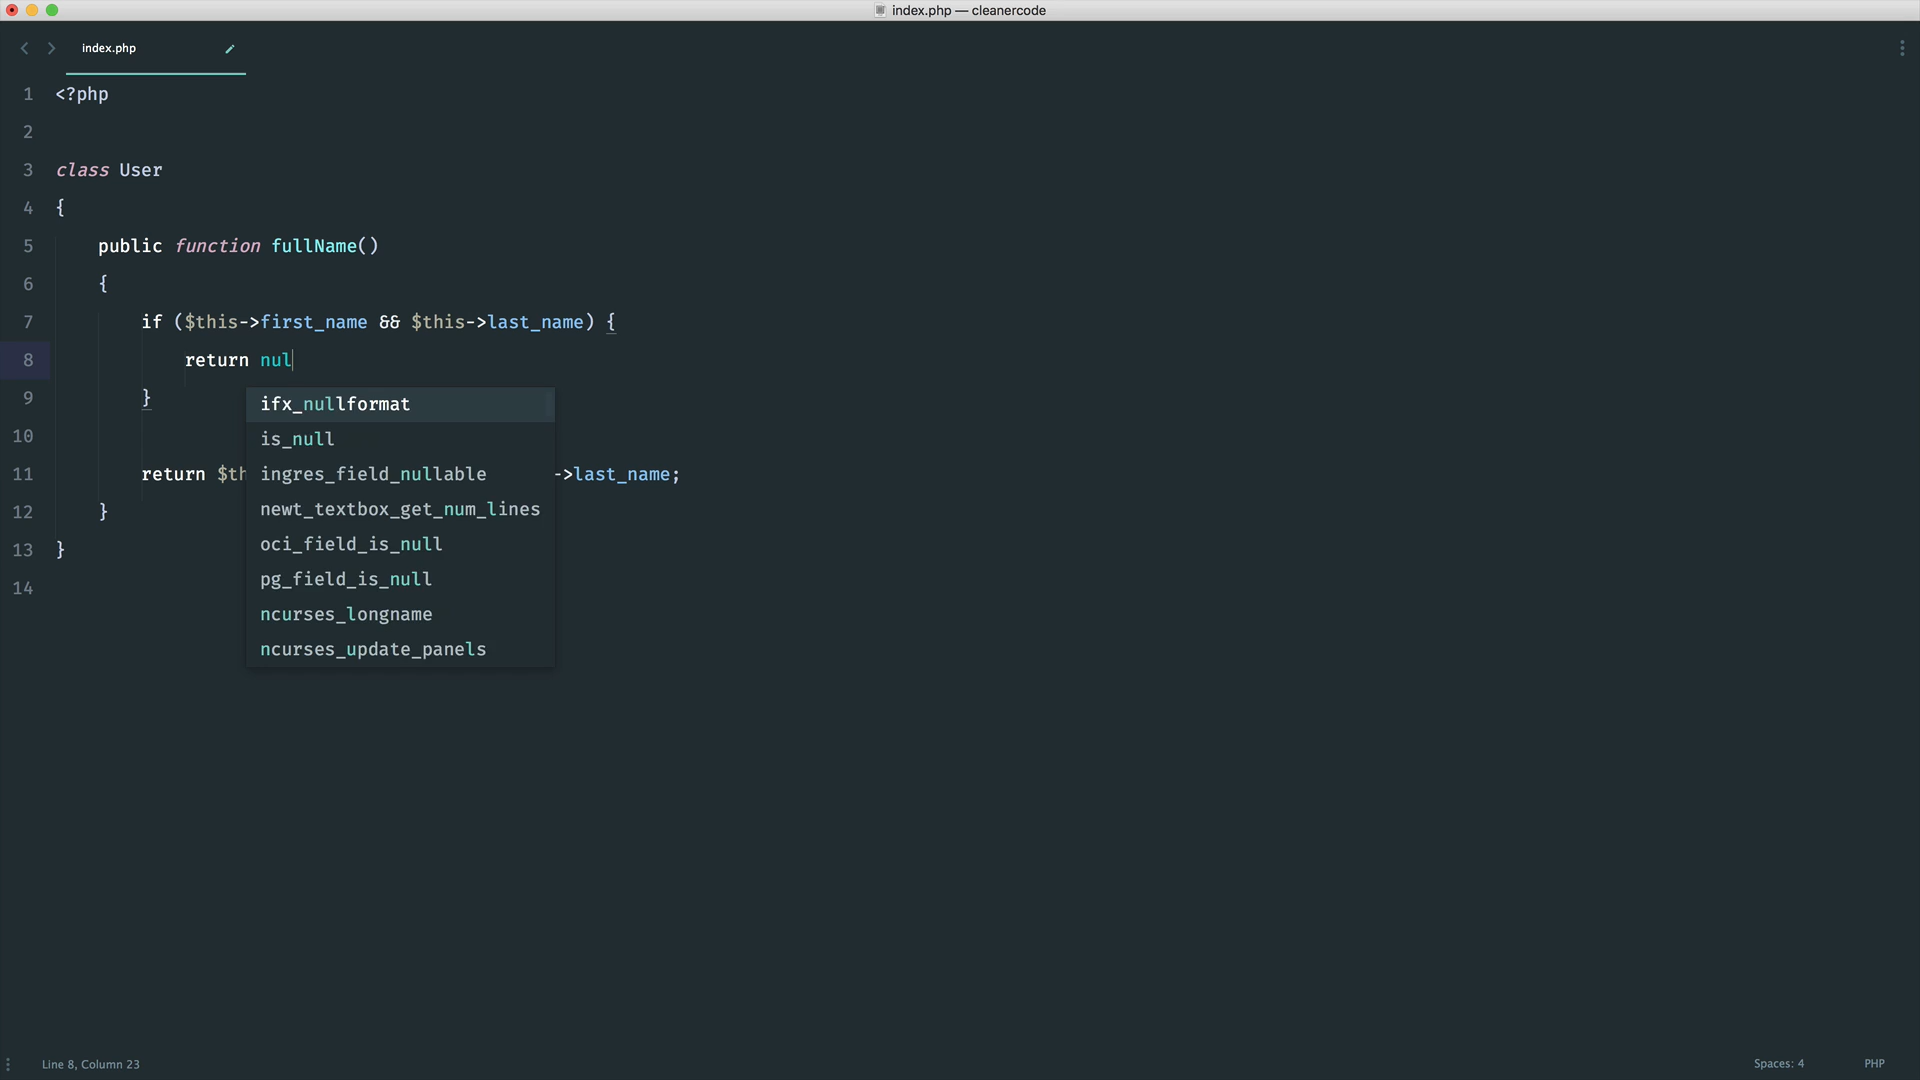 index.php — cleanercode
index.php
1 <?php
2
3 class User
4 {
5 public function fullName()
6 {
7 if ($this->first_name && $this->last_name) {
8 return nul
9 }
10
11 return $th ->last_name;
12 }
13 }
14
ifx_nullformat
is_null
ingres_field_nullable
newt_textbox_get_num_lines
oci_field_is_null
pg_field_is_null
ncurses_longname
ncurses_update_panels
Line 8, Column 23
Spaces: 4
PHP